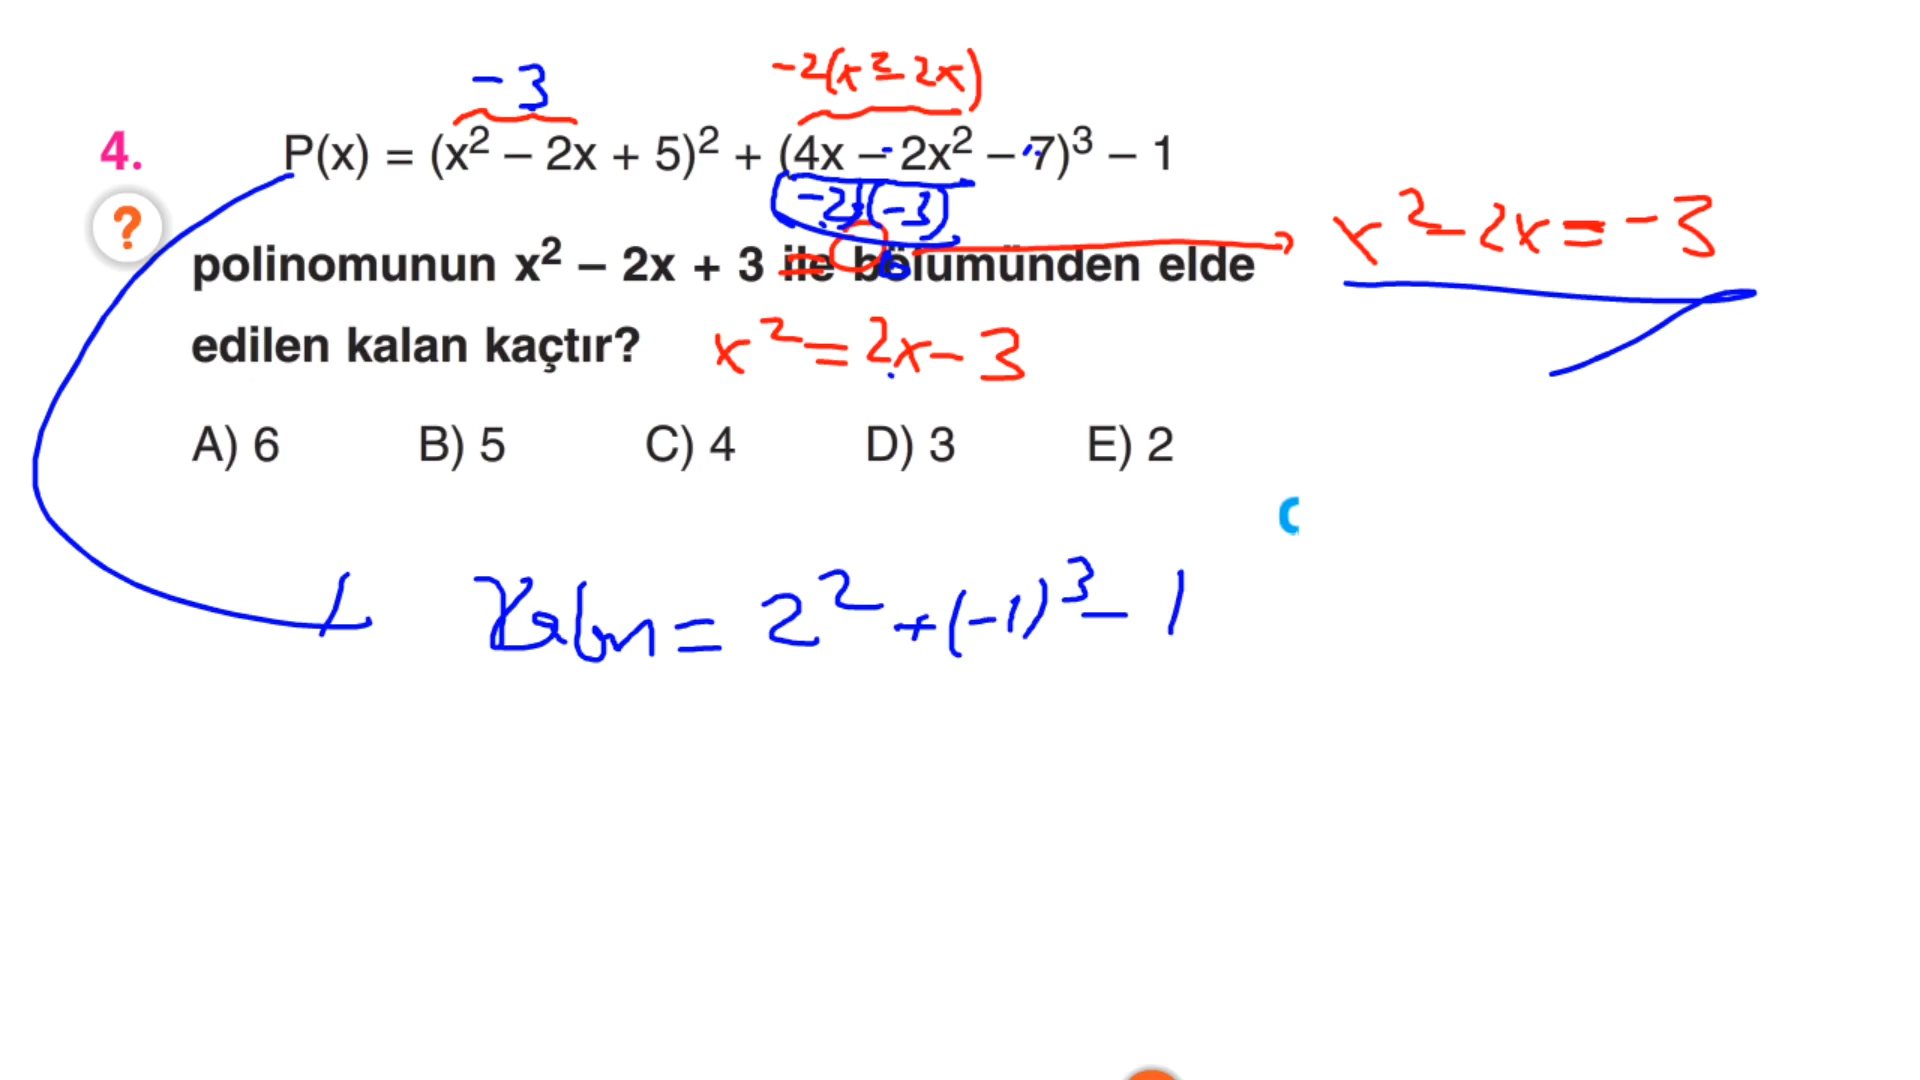 -3
-2(x² - 2x)
4. P(x) = (x² – 2x + 5)² + (4x – 2x² – 7)³ – 1
-2 (-3)
x² - 2x = -3
?
polinomunun x² – 2x + 3 ile bölümünden elde
6
edilen kalan kaçtır?
x² = 2x - 3
A) 6 B) 5 C) 4 D) 3 E) 2
Kalan = 2² + (-1)³ - 1